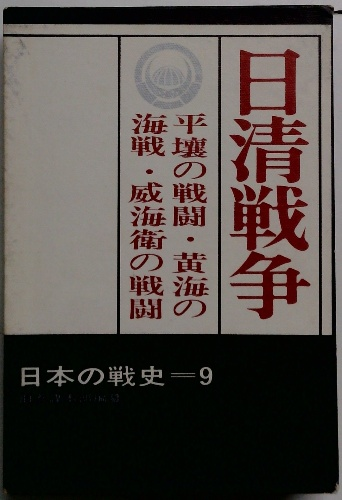 日清戦争
平壌の戦闘・黄海の
海戦・威海衛の戦闘
日本の戦史＝9